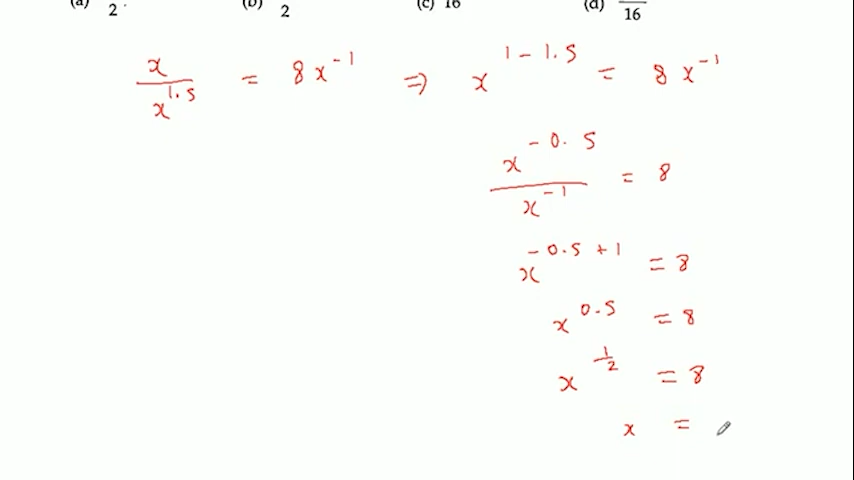 (a) 2 (b) 2 (c) 16 (d) 16
x/x^1.5 = 8x^-1 ⇒ x^1-1.5 = 8x^-1
x^-0.5/x^-1 = 8
x^-0.5+1 = 8
x^0.5 = 8
x^1/2 = 8
x =